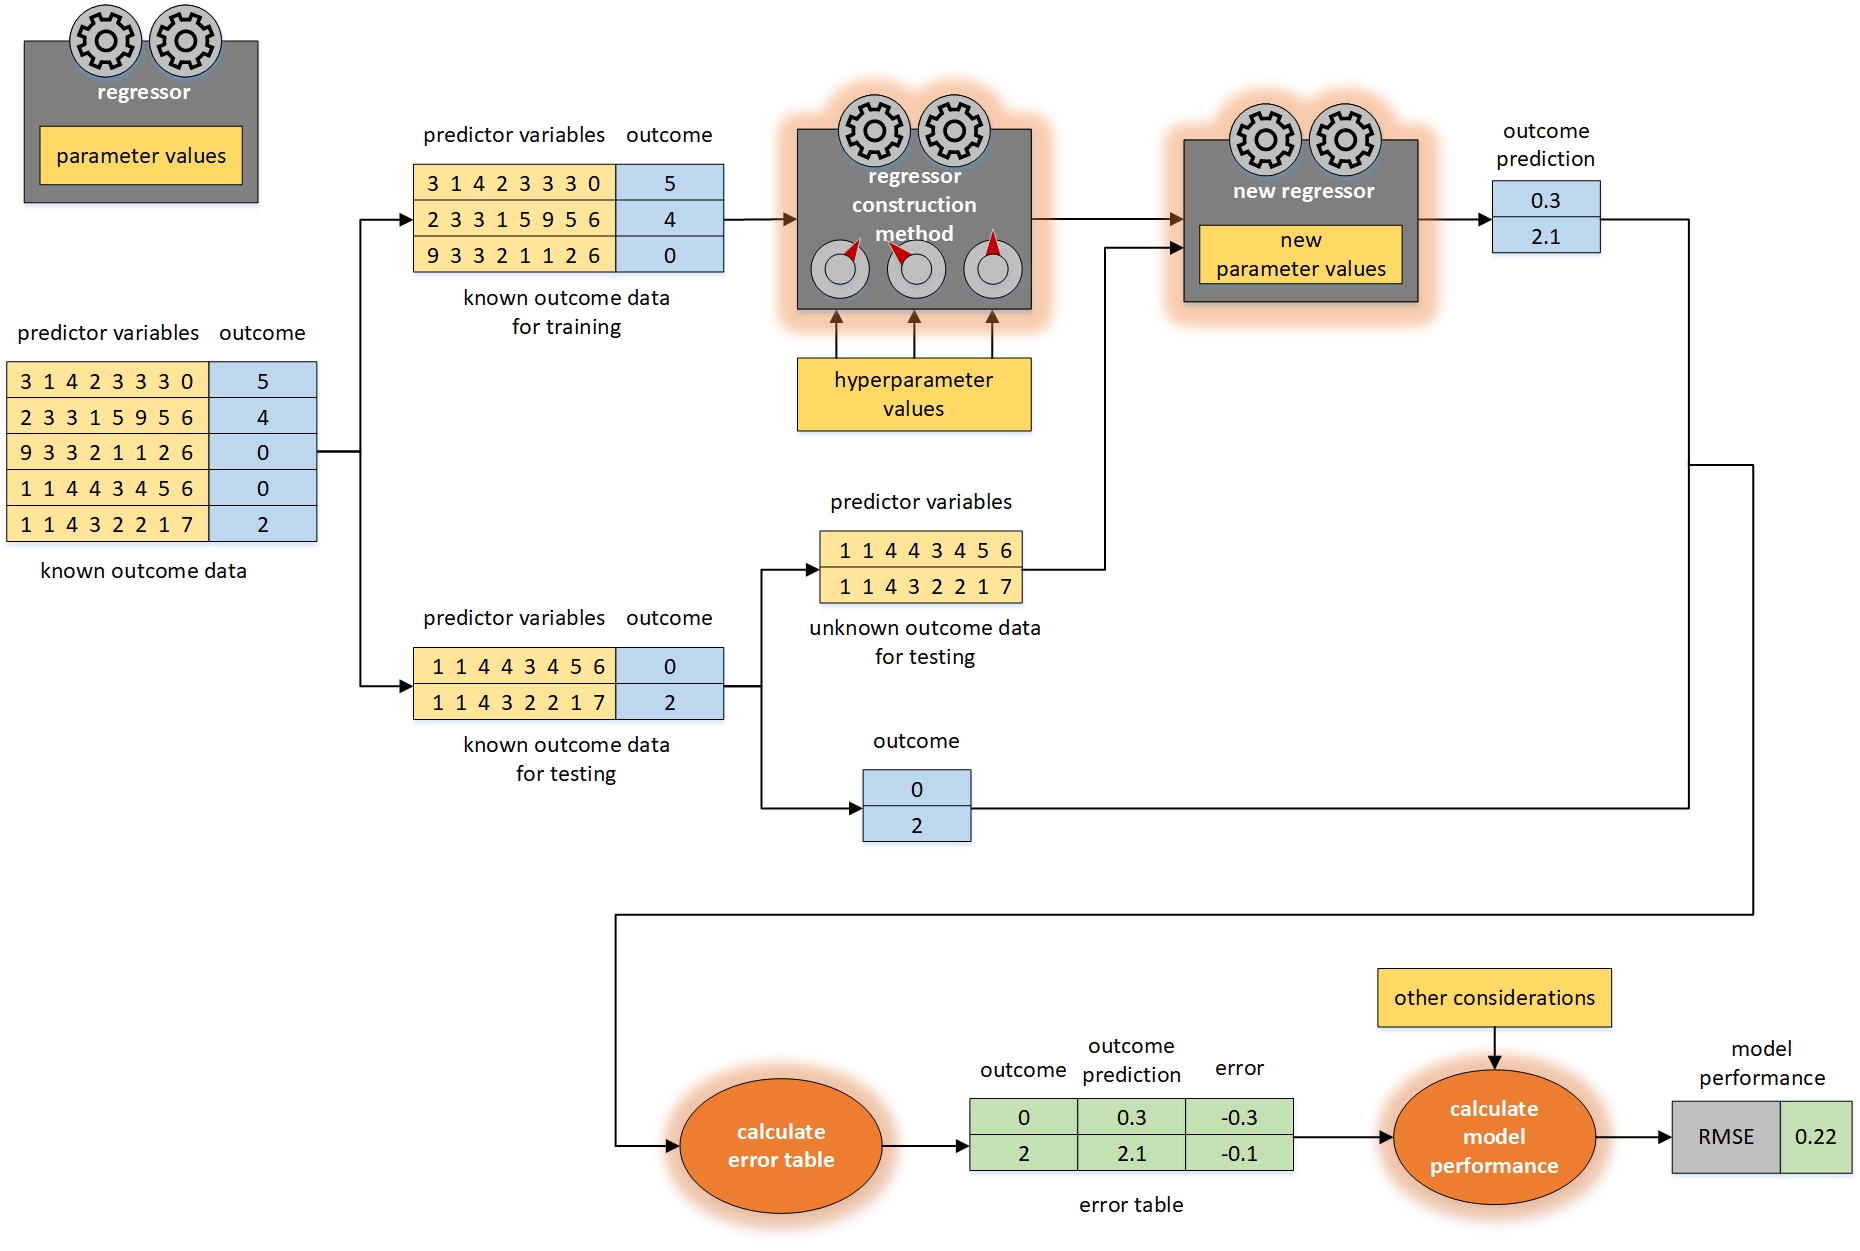 regressor
parameter values
predictor variables outcome
3 1 4 2 3 3 3 0 5
2 3 3 1 5 9 5 6 4
9 3 3 2 1 1 2 6 0
1 1 4 4 3 4 5 6 0
1 1 4 3 2 2 1 7 2
known outcome data
predictor variables outcome
3 1 4 2 3 3 3 0 5
2 3 3 1 5 9 5 6 4
9 3 3 2 1 1 2 6 0
known outcome data
for training
regressor
construction
method
hyperparameter
values
new regressor
new
parameter values
outcome
prediction
0.3
2.1
predictor variables outcome
1 1 4 4 3 4 5 6 0
1 1 4 3 2 2 1 7 2
known outcome data
for testing
predictor variables
1 1 4 4 3 4 5 6
1 1 4 3 2 2 1 7
unknown outcome data
for testing
outcome
0
2
calculate
error table
outcome
outcome
prediction
error
0 0.3 -0.3
2 2.1 -0.1
error table
other considerations
calculate
model
performance
model
performance
RMSE 0.22